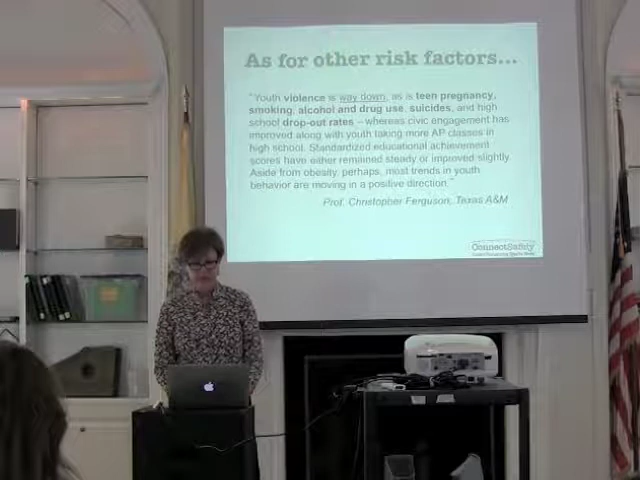 As for other risk factors...
"Youth violence is way down, as is teen pregnancy,
smoking, alcohol and drug use, suicides, and high
school drop-out rates – whereas civic engagement has
improved along with youth taking more AP classes in
high school. Standardized educational achievement
scores have either remained steady or improved slightly.
Aside from obesity, perhaps, most trends in youth
behavior are moving in a positive direction."
Prof. Christopher Ferguson, Texas A&M
ConnectSafely